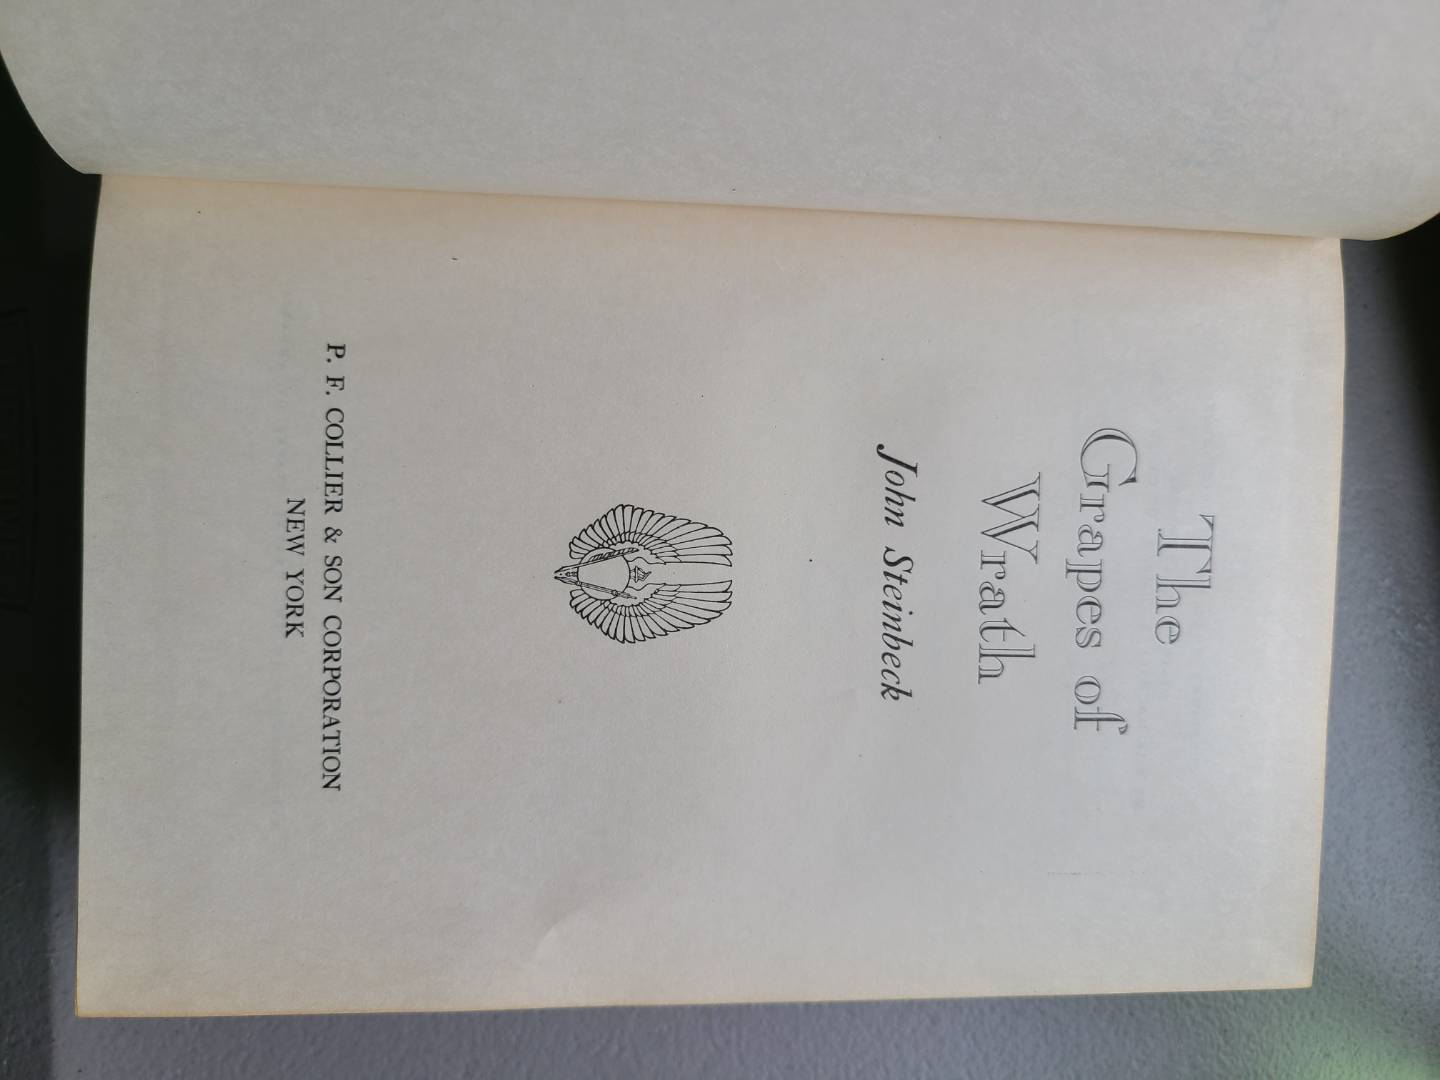 The
Grapes of
Wrath
John Steinbeck
P. F. COLLIER & SON CORPORATION
NEW YORK